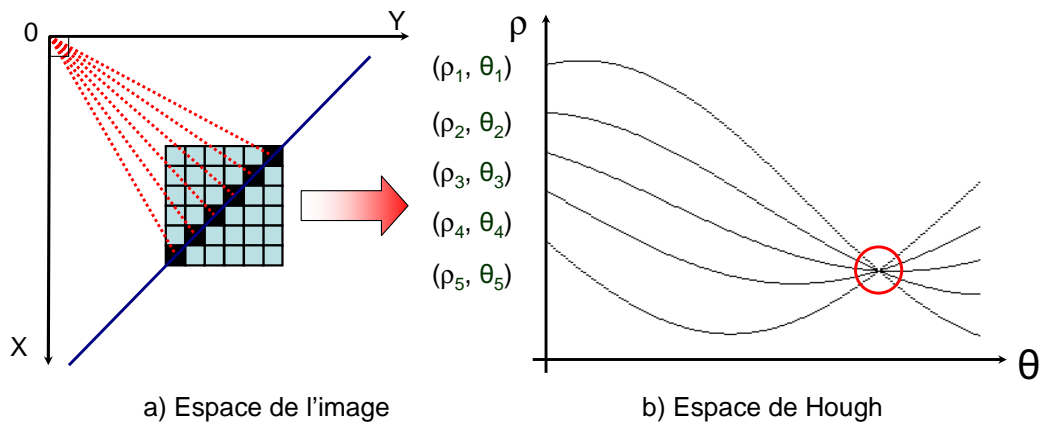 0
Y
X
(ρ1, θ1)
(ρ2, θ2)
(ρ3, θ3)
(ρ4, θ4)
(ρ5, θ5)
ρ
θ
a) Espace de l'image
b) Espace de Hough